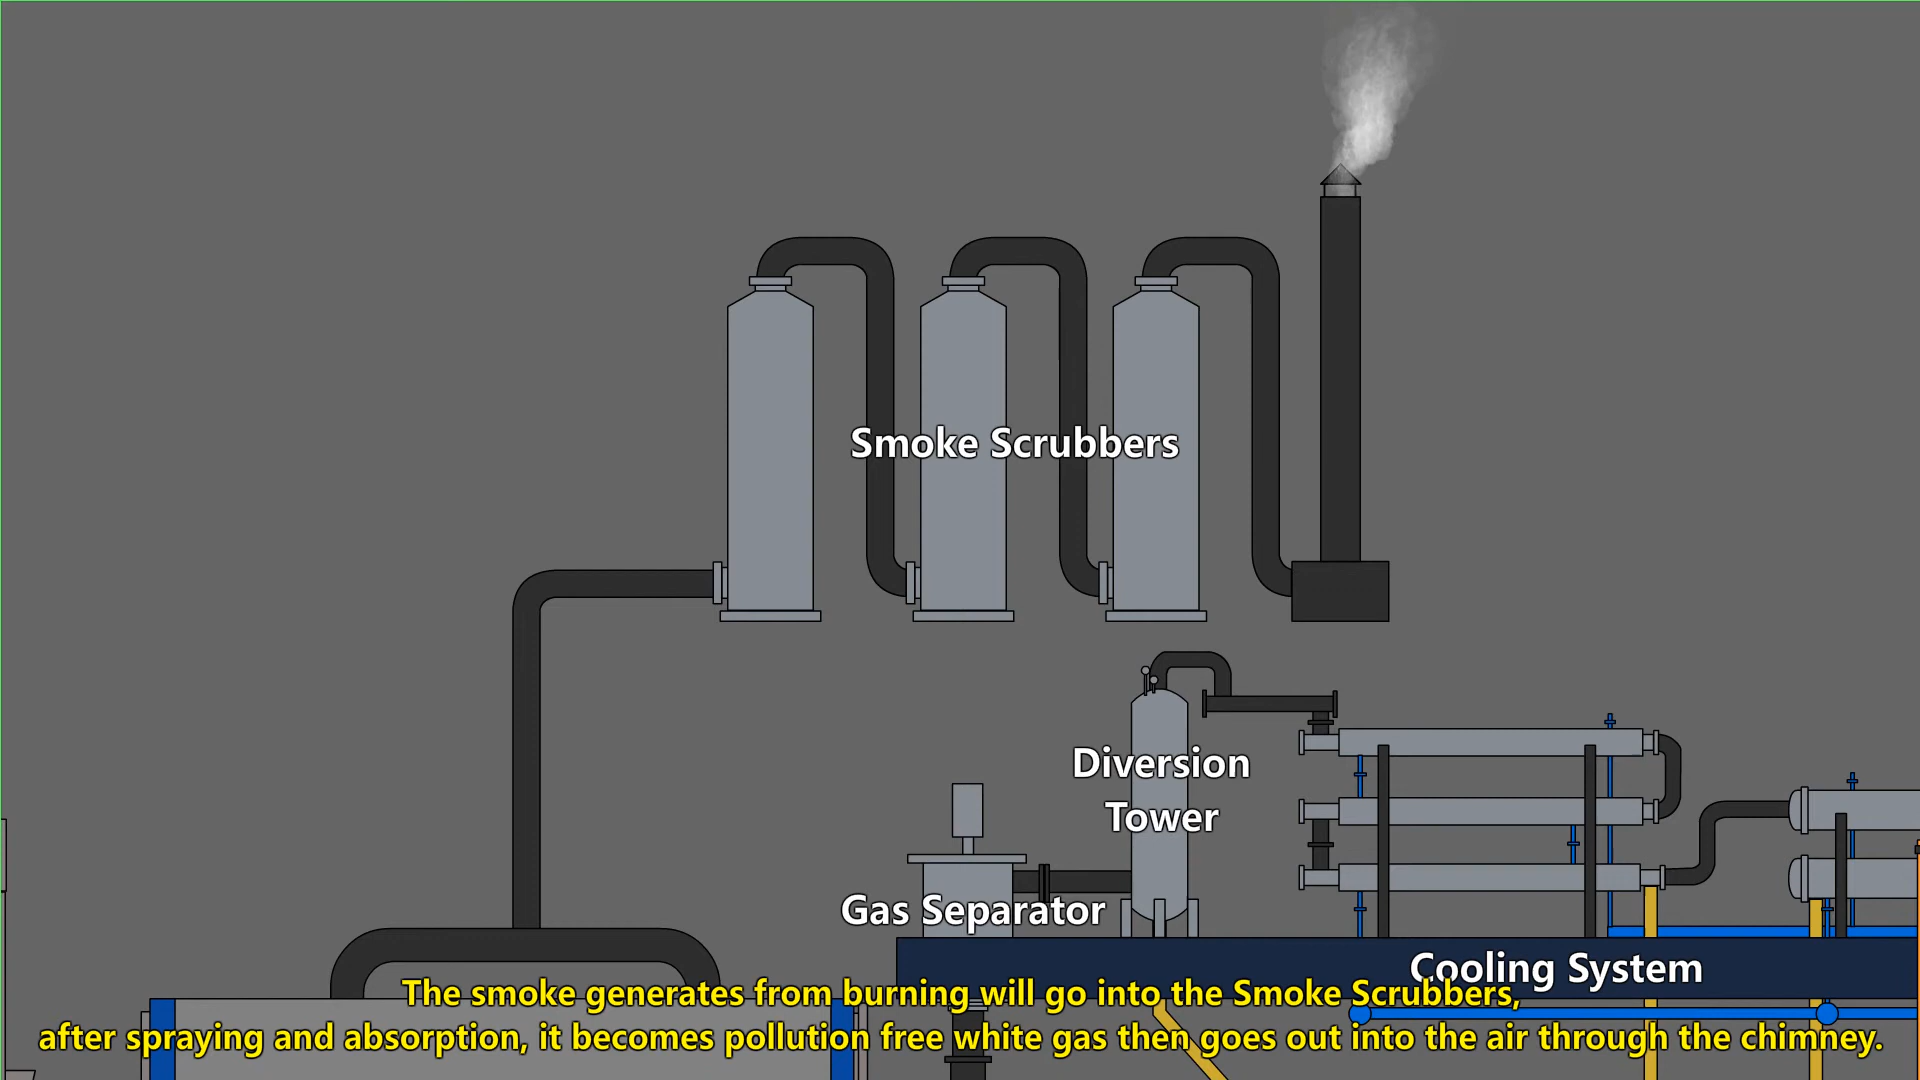 Smoke Scrubbers
Diversion
Tower
Gas Separator
Cooling System
The smoke generates from burning will go into the Smoke Scrubbers,
after spraying and absorption, it becomes pollution free white gas then goes out into the air through the chimney.